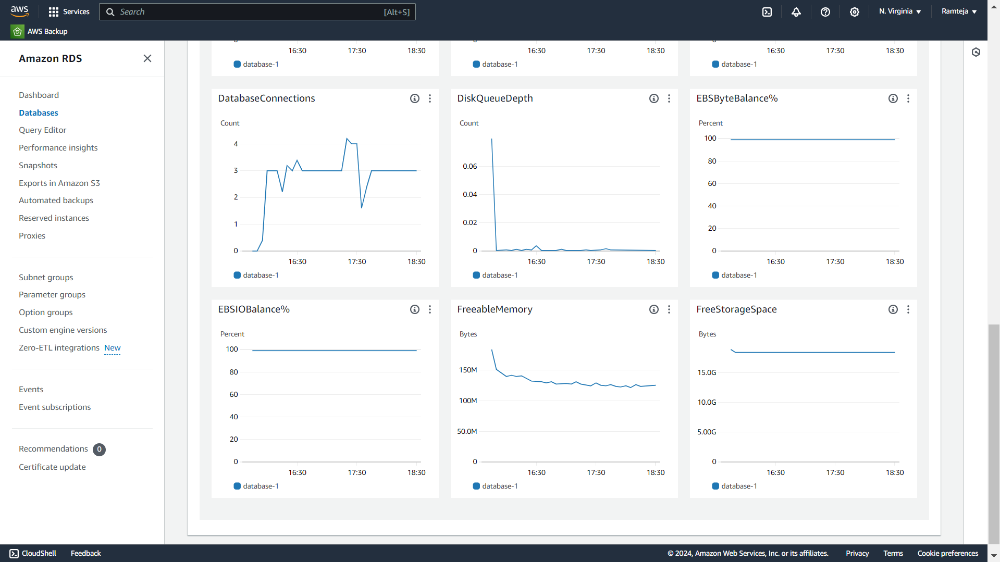 aws
Services
Search
[Alt+S]
N. Virginia
Ramteja
AWS Backup
Amazon RDS
Dashboard
Databases
Query Editor
Performance insights
Snapshots
Exports in Amazon S3
Automated backups
Reserved instances
Proxies
Subnet groups
Parameter groups
Option groups
Custom engine versions
Zero-ETL integrations New
Events
Event subscriptions
Recommendations 0
Certificate update
16:30 17:30 18:30
database-1
16:30 17:30 18:30
database-1
16:30 17:30 18:30
database-1
DatabaseConnections
Count
4
3
2
1
0
16:30 17:30 18:30
database-1
DiskQueueDepth
Count
0.06
0.04
0.02
0
16:30 17:30 18:30
database-1
EBSByteBalance%
Percent
100
80
60
40
20
0
16:30 17:30 18:30
database-1
EBSIOBalance%
Percent
100
80
60
40
20
0
16:30 17:30 18:30
database-1
FreeableMemory
Bytes
150M
100M
50.0M
0
16:30 17:30 18:30
database-1
FreeStorageSpace
Bytes
15.0G
10.0G
5.00G
0
16:30 17:30 18:30
database-1
CloudShell
Feedback
© 2024, Amazon Web Services, Inc. or its affiliates.
Privacy
Terms
Cookie preferences